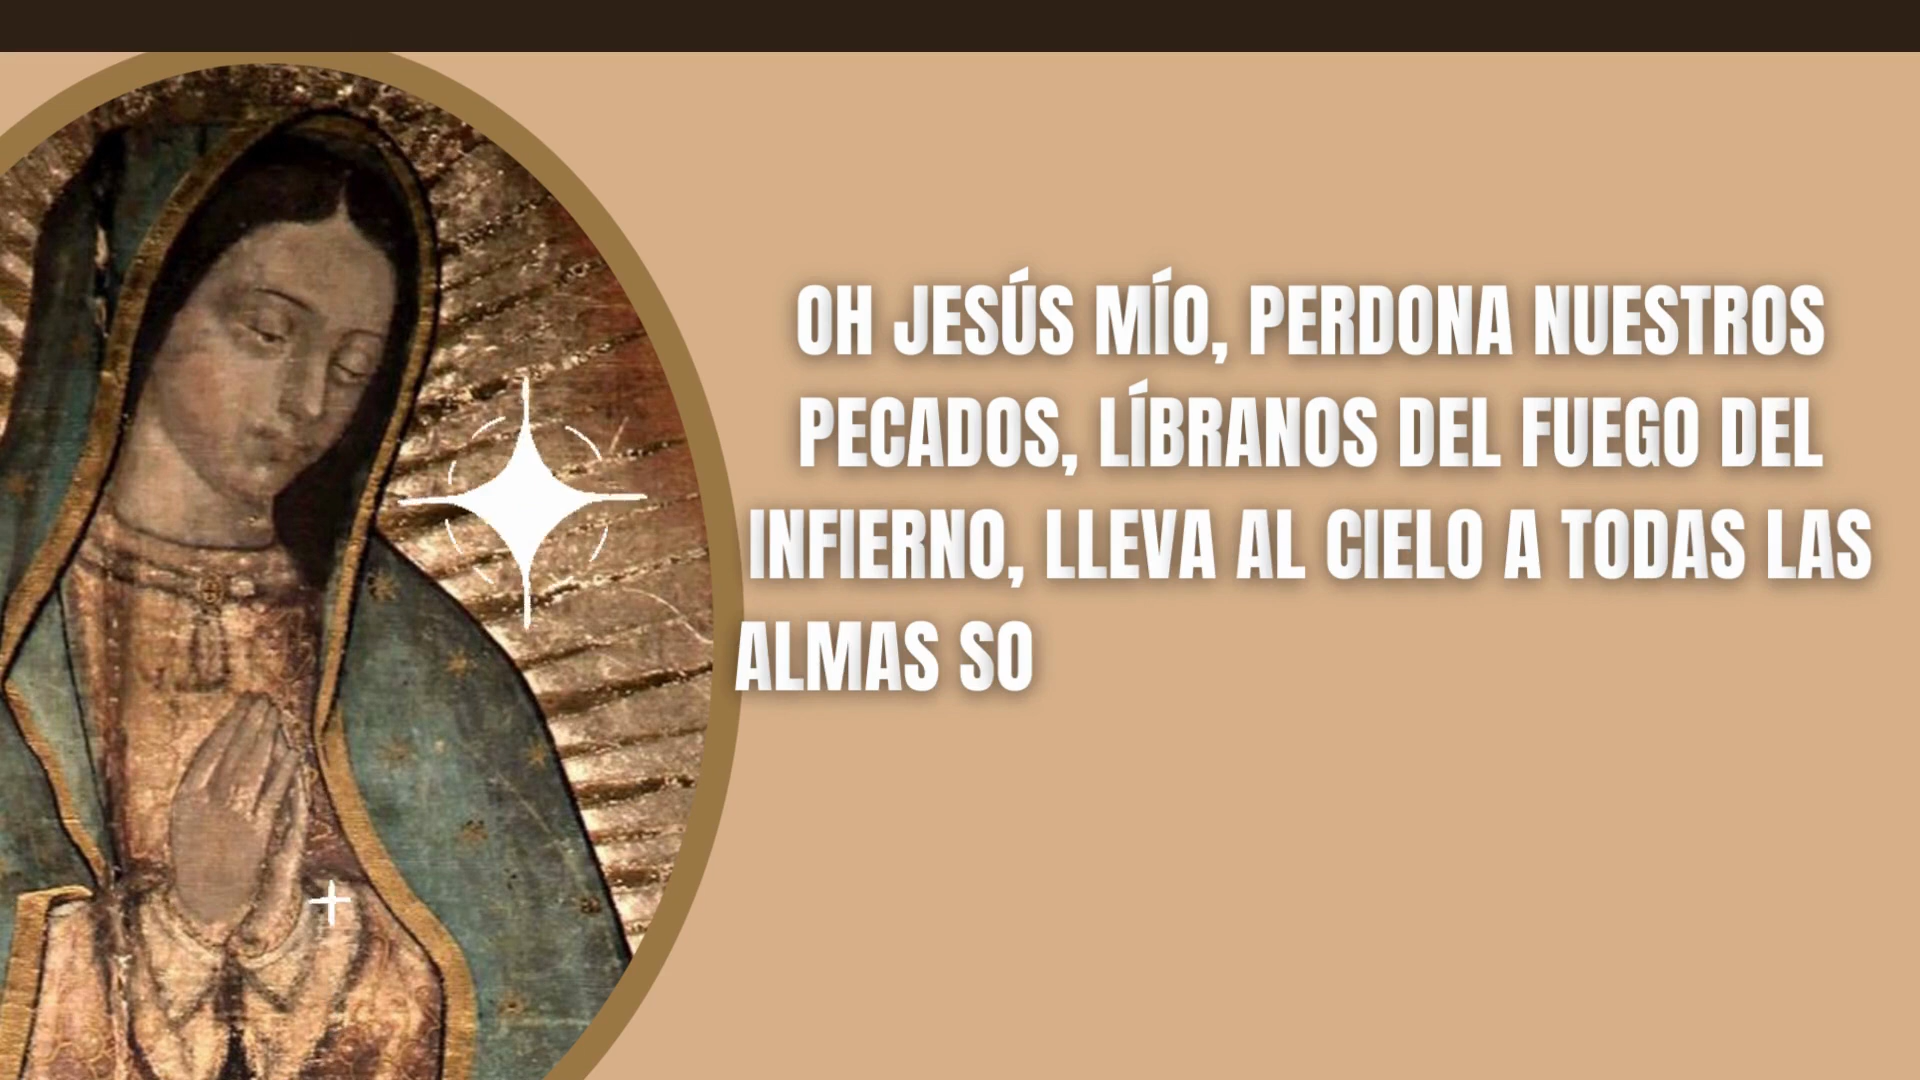 OH JESÚS MÍO, PERDONA NUESTROS
PECADOS, LÍBRANOS DEL FUEGO DEL
INFIERNO, LLEVA AL CIELO A TODAS LAS
ALMAS SO